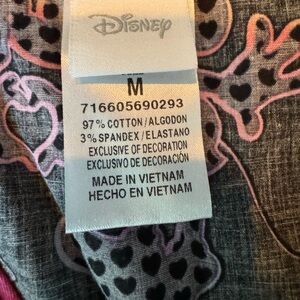 Disney
M
716605690293
97% COTTON/ALGODON
3% SPANDEX/ELASTANO
EXCLUSIVE OF DECORATION
EXCLUSIVO DE DECORACIÓN
MADE IN VIETNAM
HECHO EN VIETNAM